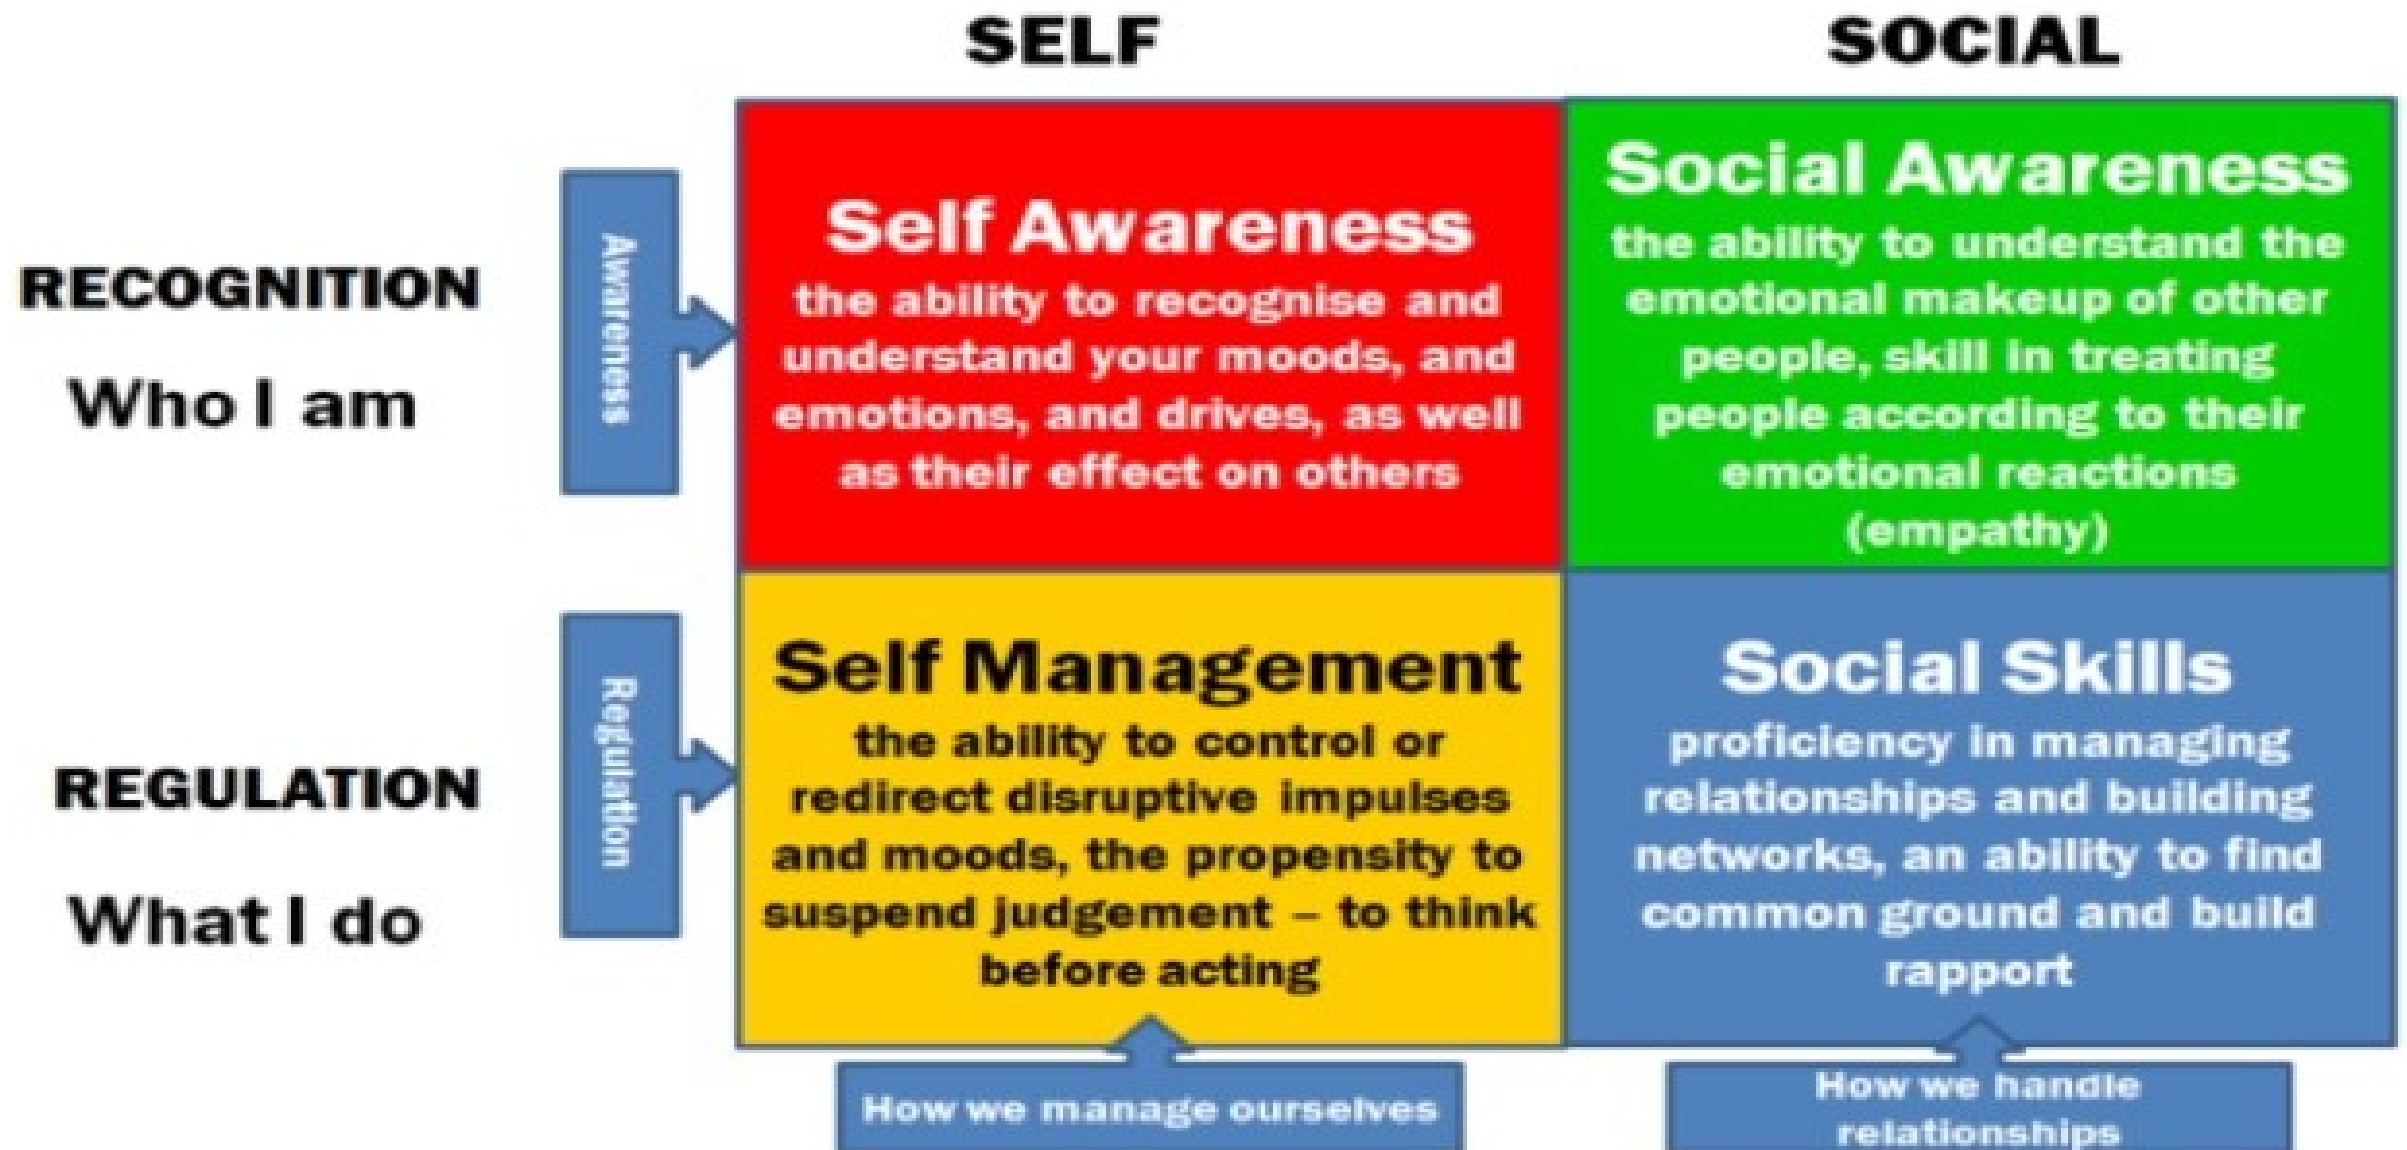 SELF
SOCIAL
RECOGNITION
Who I am
Awareness
Self Awareness
the ability to recognise and
understand your moods, and
emotions, and drives, as well
as their effect on others
Social Awareness
the ability to understand the
emotional makeup of other
people, skill in treating
people according to their
emotional reactions
(empathy)
REGULATION
What I do
Regulation
Self Management
the ability to control or
redirect disruptive impulses
and moods, the propensity to
suspend judgement – to think
before acting
Social Skills
proficiency in managing
relationships and building
networks, an ability to find
common ground and build
rapport
How we manage ourselves
How we handle
relationships